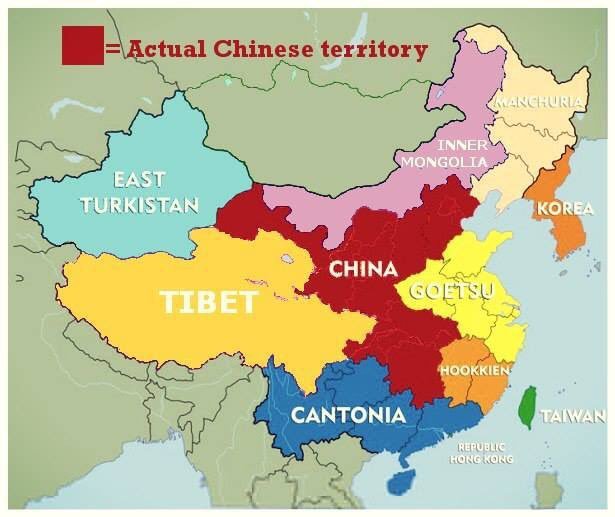 = Actual Chinese territory
MANCHURIA
INNER
MONGOLIA
EAST
TURKISTAN
KOREA
CHINA
GOETSU
TIBET
HOOKKIEN
CANTONIA
TAIWAN
REPUBLIC
HONG KONG